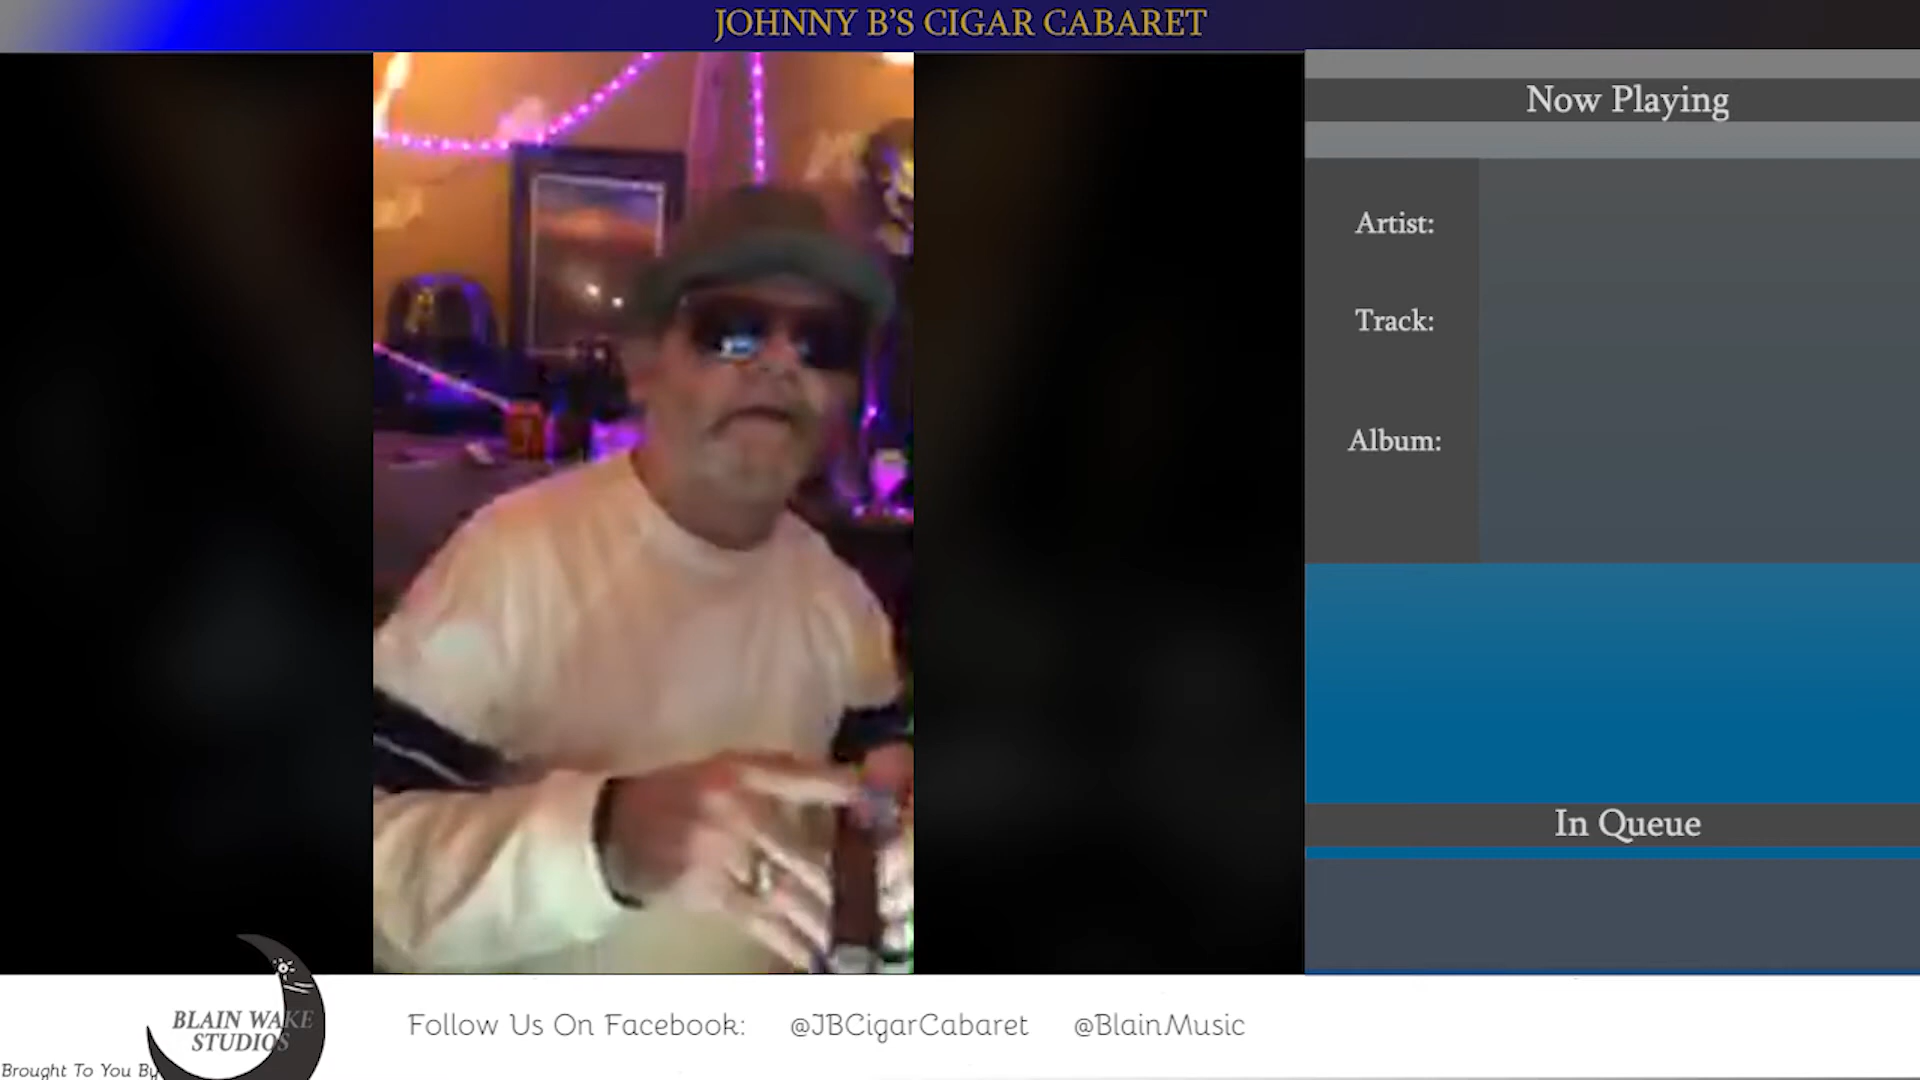 JOHNNY B'S CIGAR CABARET
Now Playing
Artist:
Track:
Album:
In Queue
BLAIN WAKE
STUDIOS
Follow Us On Facebook: @JBCigarCabaret @BlainMusic
Brought To You By